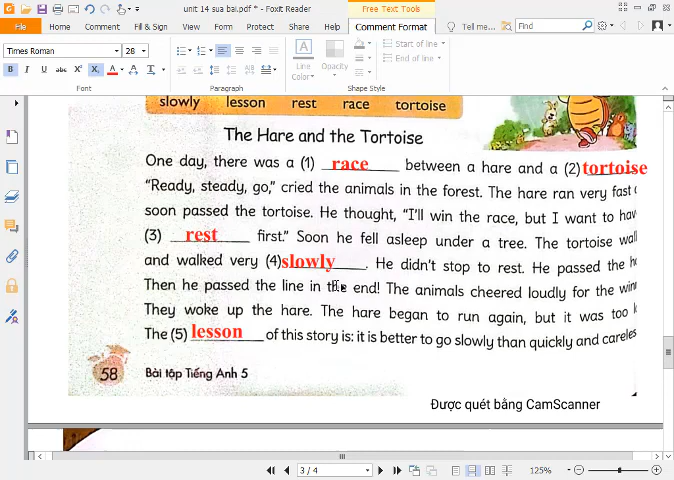 unit 14 sua bai.pdf * - Foxit Reader
Free Text Tools
File Home Comment Fill & Sign View Form Protect Share Help Comment Format Tell me... Find
Times Roman 28
B I U abc X X A T
Font Paragraph
Line Color
Opacity
Start of line
End of line
Shape Style
slowly lesson rest race tortoise
The Hare and the Tortoise
One day, there was a (1) race between a hare and a (2) tortoise
"Ready, steady, go," cried the animals in the forest. The hare ran very fast
soon passed the tortoise. He thought, "I'll win the race, but I want to hav
(3) rest first." Soon he fell asleep under a tree. The tortoise wal
and walked very (4) slowly. He didn't stop to rest. He passed the h
Then he passed the line in the end! The animals cheered loudly for the win
They woke up the hare. The hare began to run again, but it was too l
The (5) lesson of this story is: it is better to go slowly than quickly and careles
58 Bài tập Tiếng Anh 5
Được quét bằng CamScanner
3 / 4
125%